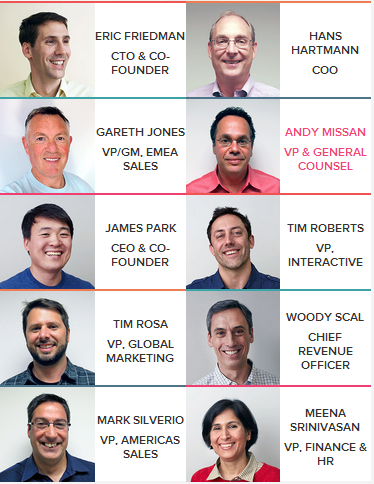 ERIC FRIEDMAN
CTO & CO-
FOUNDER
HANS
HARTMANN
COO
GARETH JONES
VP/GM, EMEA
SALES
ANDY MISSAN
VP & GENERAL
COUNSEL
JAMES PARK
CEO & CO-
FOUNDER
TIM ROBERTS
VP,
INTERACTIVE
TIM ROSA
VP, GLOBAL
MARKETING
WOODY SCAL
CHIEF
REVENUE
OFFICER
MARK SILVERIO
VP, AMERICAS
SALES
MEENA
SRINIVASAN
VP, FINANCE &
HR